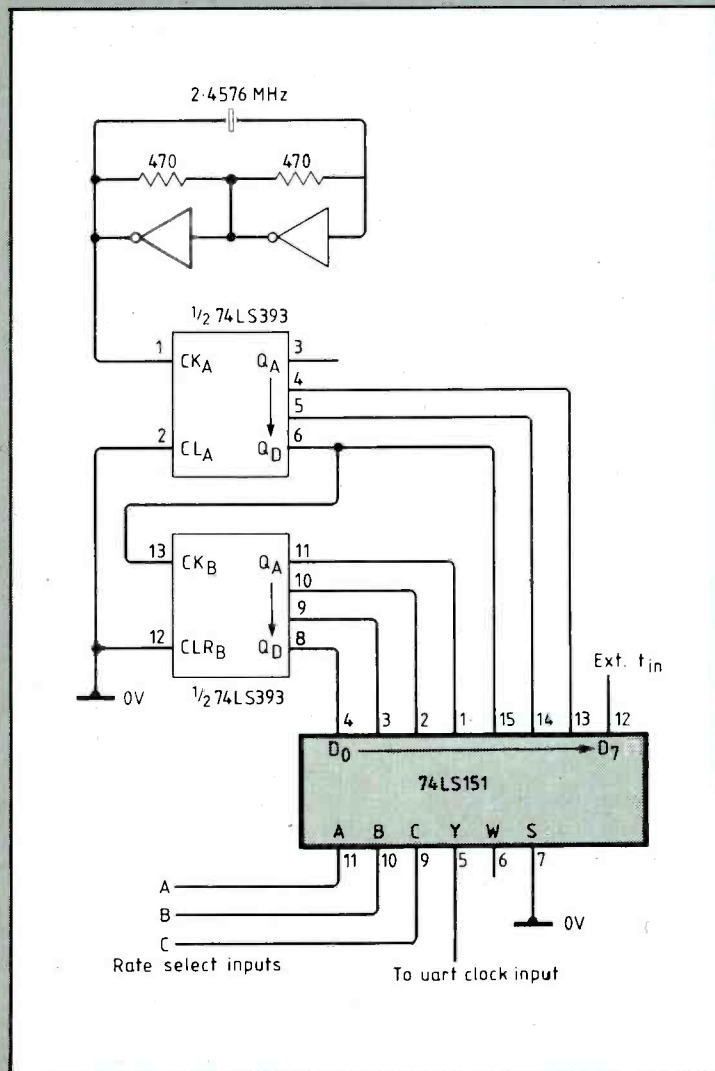 2·4576 MHz
470 470
1/2 74LS393
1 CKA QA 3
4
5
2 CLA QD 6
13 CKB QA 11
10
9
12 CLRB QD 8
0V
1/2 74LS393
Ext. tin
4 3 2 1 15 14 13 12
D0 D7
74LS151
A B C Y W S
11 10 9 5 6 7
A
B
C
0V
Rate select inputs
To uart clock input